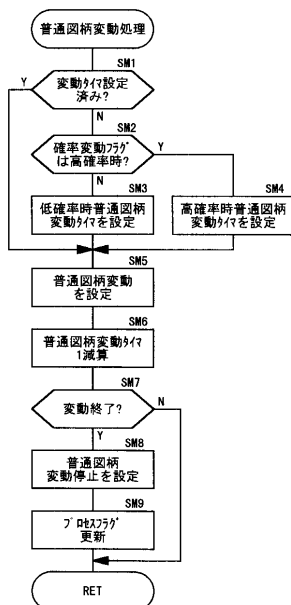 普通図柄変動処理
SM1
変動ﾀｲﾏ設定
済み?
Y
N
SM2
確率変動ﾌﾗｸﾞ
は高確率時?
Y
N
SM3
低確率時普通図柄
変動ﾀｲﾏを設定
SM4
高確率時普通図柄
変動ﾀｲﾏを設定
SM5
普通図柄変動
を設定
SM6
普通図柄変動ﾀｲﾏ
1減算
SM7
変動終了?
N
Y
SM8
普通図柄
変動停止を設定
SM9
ﾌﾟﾛｾｽﾌﾗｸﾞ
更新
RET